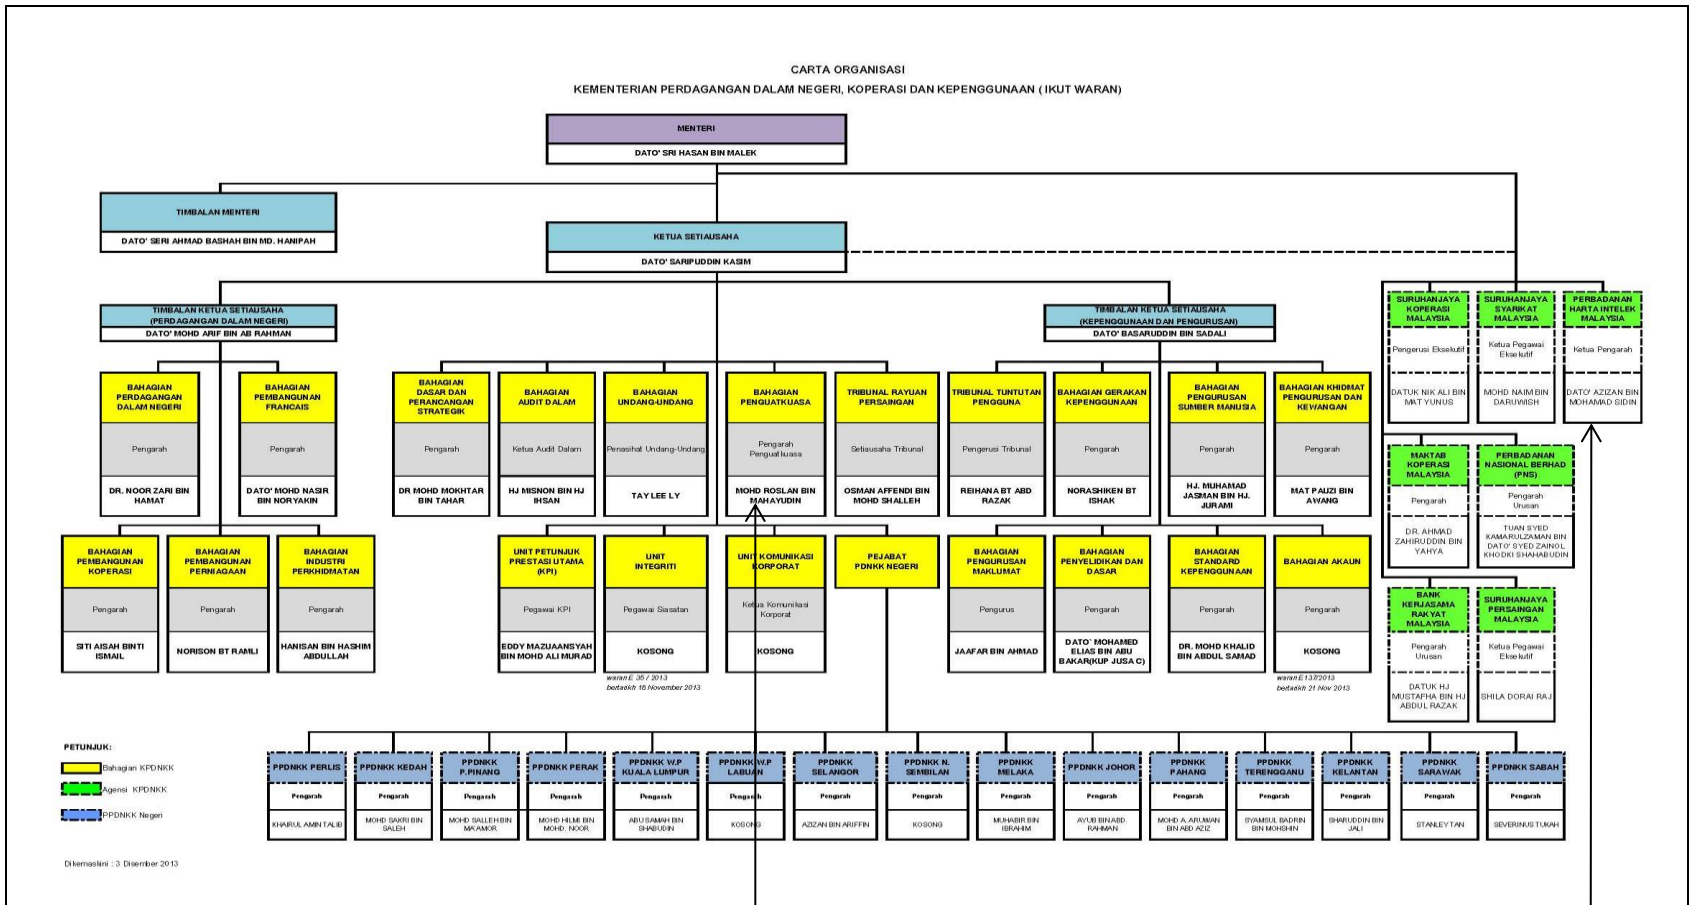 CARTA ORGANISASI
KEMENTERIAN PERDAGANGAN DALAM NEGERI, KOPERASI DAN KEPENGGUNAAN ( IKUT WARAN)
MENTERI
DATO' SRI HASAN BIN MALEK
TIMBALAN MENTERI
DATO' SERI AHMAD BASHAH BIN MD. HANIPAH
KETUA SETIAUSAHA
DATO' SARIPUDDIN KASIM
TIMBALAN KETUA SETIAUSAHA
(PERDAGANGAN DALAM NEGERI)
DATO' MOHD ARIF BIN AB RAHMAN
TIMBALAN KETUA SETIAUSAHA
(KEPENGGUNAAN DAN PENGURUSAN)
DATO' BASARUDDIN BIN SADALI
SURUHANJAYA
KOPERASI
MALAYSIA
Pengerusi Eksekutif
DATUK NIK ALI BIN
MAT YUNUS
SURUHANJAYA
SYARIKAT
MALAYSIA
Ketua Pegawai
Eksekutif
MOHD NAIM BIN
DARUWISH
PERBADANAN
HARTA INTELEK
MALAYSIA
Ketua Pengarah
DATO' AZIZAN BIN
MOHAMAD SIDIN
BAHAGIAN
PERDAGANGAN
DALAM NEGERI
Pengarah
DR. NOOR ZARI BIN
HAMAT
BAHAGIAN
PEMBANGUNAN
FRANCAIS
Pengarah
DATO' MOHD NASIR
BIN NORYAKIN
BAHAGIAN
DASAR DAN
PERANCANGAN
STRATEGIK
Pengarah
DR MOHD MOKHTAR
BIN TAHAR
BAHAGIAN
AUDIT DALAM
Ketua Audit Dalam
HJ MISNON BIN HJ
IHSAN
BAHAGIAN
UNDANG-UNDANG
Penasihat Undang-Undang
TAY LEE LY
BAHAGIAN
PENGUATKUASA
Pengarah
Penguatkuasa
MOHD ROSLAN BIN
MAHAYUDIN
TRIBUNAL RAYUAN
PERSAINGAN
Setiausaha Tribunal
OSMAN AFFENDI BIN
MOHD SHALLEH
TRIBUNAL TUNTUTAN
PENGGUNA
Pengerusi Tribunal
REIHANA BT ABD
RAZAK
BAHAGIAN GERAKAN
KEPENGGUNAAN
Pengarah
NORASHIKEN BT
ISHAK
BAHAGIAN
PENGURUSAN
SUMBER MANUSIA
Pengarah
HJ. MUHAMAD
JASMAN BIN HJ.
JURAMI
BAHAGIAN KHIDMAT
PENGURUSAN DAN
KEWANGAN
Pengarah
MAT PAUZI BIN
AWANG
MAKTAB
KOPERASI
MALAYSIA
Pengarah
DR. AHMAD
ZAHIRUDDIN BIN
YAHYA
PERBADANAN
NASIONAL BERHAD
(PNS)
Pengarah
Urusan
TUAN SYED
KAMARULZAMAN BIN
DATO' SYED ZAINOL
KHODKI SHAHABUDIN
BAHAGIAN
PEMBANGUNAN
KOPERASI
Pengarah
SITI AISAH BINTI
ISMAIL
BAHAGIAN
PEMBANGUNAN
PERNIAGAAN
Pengarah
NORISON BT RAMLI
BAHAGIAN
INDUSTRI
PERKHIDMATAN
Pengarah
HANISAN BIN HASHIM
ABDULLAH
UNIT PETUNJUK
PRESTASI UTAMA
(KPI)
Pegawai KPI
EDDY MAZUAANSYAH
BIN MOHD ALI MURAD
UNIT
INTEGRITI
Pegawai Siasatan
KOSONG
waran E 35 / 2013
bertarikh 18 November 2013
UNIT KOMUNIKASI
KORPORAT
Ketua Komunikasi
Korporat
KOSONG
PEJABAT
PDNKK NEGERI
BAHAGIAN
PENGURUSAN
MAKLUMAT
Pengurus
JAAFAR BIN AHMAD
BAHAGIAN
PENYELIDIKAN DAN
DASAR
Pengarah
DATO' MOHAMED
ELIAS BIN ABU
BAKAR(KUP JUSA C)
BAHAGIAN
STANDARD
KEPENGGUNAAN
Pengarah
DR. MOHD KHALID
BIN ABDUL SAMAD
BAHAGIAN AKAUN
Pengarah
KOSONG
waran E137/2013
bertarikh 21 Nov 2013
BANK
KERJASAMA
RAKYAT
MALAYSIA
Pengarah
Urusan
DATUK HJ
MUSTAFHA BIN HJ
ABDUL RAZAK
SURUHANJAYA
PERSAINGAN
MALAYSIA
Ketua Pegawai
Eksekutif
SHILA DORAI RAJ
PETUNJUK:
Bahagian KPDNKK
Agensi KPDNKK
PPDNKK Negeri
PPDNKK PERLIS
Pengarah
KHAIRUL AMIN TALIB
PPDNKK KEDAH
Pengarah
MOHD SAKRI BIN
SALEH
PPDNKK
P.PINANG
Pengarah
MOHD SALLEH BIN
MA'AMOR
PPDNKK PERAK
Pengarah
MOHD HILMI BIN
MOHD. NOOR
PPDNKK W.P
KUALA LUMPUR
Pengarah
ABU SAMAH BIN
SHABUDIN
PPDNKK W.P
LABUAN
Pengarah
KOSONG
PPDNKK
SELANGOR
Pengarah
AZIZAN BIN ARIFFIN
PPDNKK N.
SEMBILAN
Pengarah
KOSONG
PPDNKK
MELAKA
Pengarah
MUHABIR BIN
IBRAHIM
PPDNKK JOHOR
Pengarah
AYUB BIN ABD.
RAHMAN
PPDNKK
PAHANG
Pengarah
MOHD A. ARUWAN
BIN ABD AZIZ
PPDNKK
TERENGGANU
Pengarah
SYAMSUL BADRIN
BIN MOHSHIN
PPDNKK
KELANTAN
Pengarah
SHARUDDIN BIN
JALI
PPDNKK
SARAWAK
Pengarah
STANLEY TAN
PPDNKK SABAH
Pengarah
SEVERINUS TUKAH
Dikemaskini : 3 Disember 2013